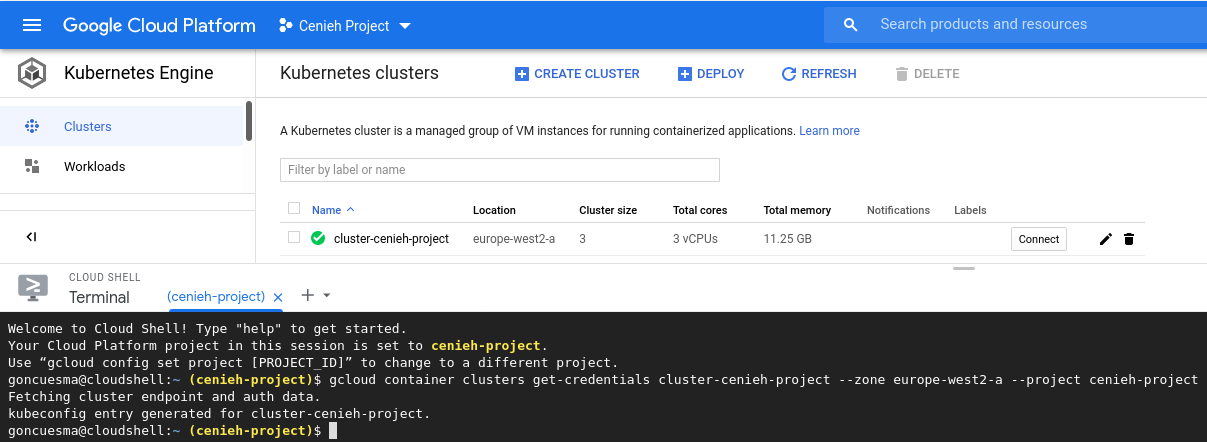 Google Cloud Platform Cenieh Project Search products and resources
Kubernetes Engine Kubernetes clusters CREATE CLUSTER DEPLOY REFRESH DELETE
Clusters
A Kubernetes cluster is a managed group of VM instances for running containerized applications. Learn more
Workloads
Filter by label or name
Name Location Cluster size Total cores Total memory Notifications Labels
cluster-cenieh-project europe-west2-a 3 3 vCPUs 11.25 GB Connect
CLOUD SHELL
Terminal (cenieh-project)
Welcome to Cloud Shell! Type "help" to get started.
Your Cloud Platform project in this session is set to cenieh-project.
Use “gcloud config set project [PROJECT_ID]” to change to a different project.
goncuesma@cloudshell:~ (cenieh-project)$ gcloud container clusters get-credentials cluster-cenieh-project --zone europe-west2-a --project cenieh-project
Fetching cluster endpoint and auth data.
kubeconfig entry generated for cluster-cenieh-project.
goncuesma@cloudshell:~ (cenieh-project)$